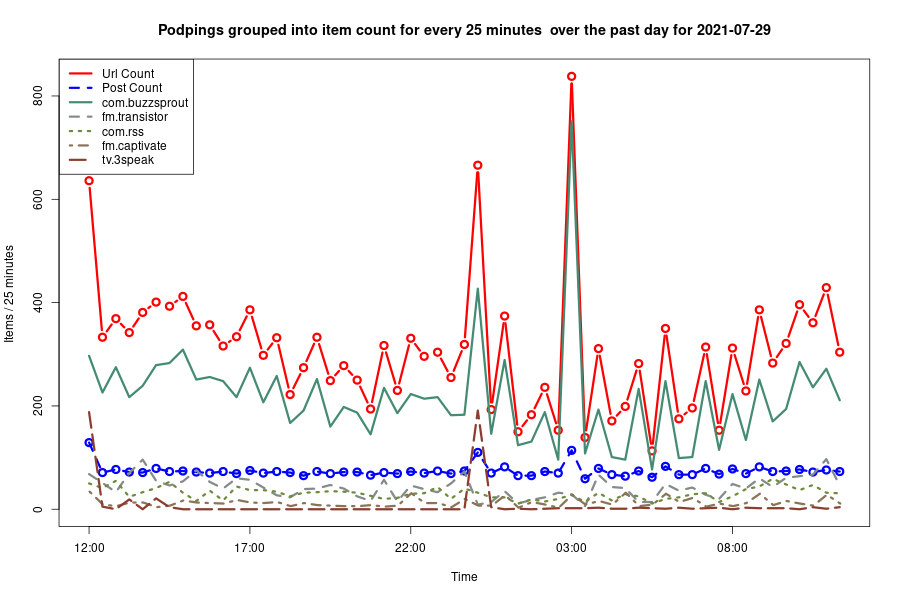 Podpings grouped into item count for every 25 minutes  over the past day for 2021-07-29
Url Count
Post Count
com.buzzsprout
fm.transistor
com.rss
fm.captivate
tv.3speak
Items / 25 minutes
800
600
400
200
0
12:00 17:00 22:00 03:00 08:00
Time